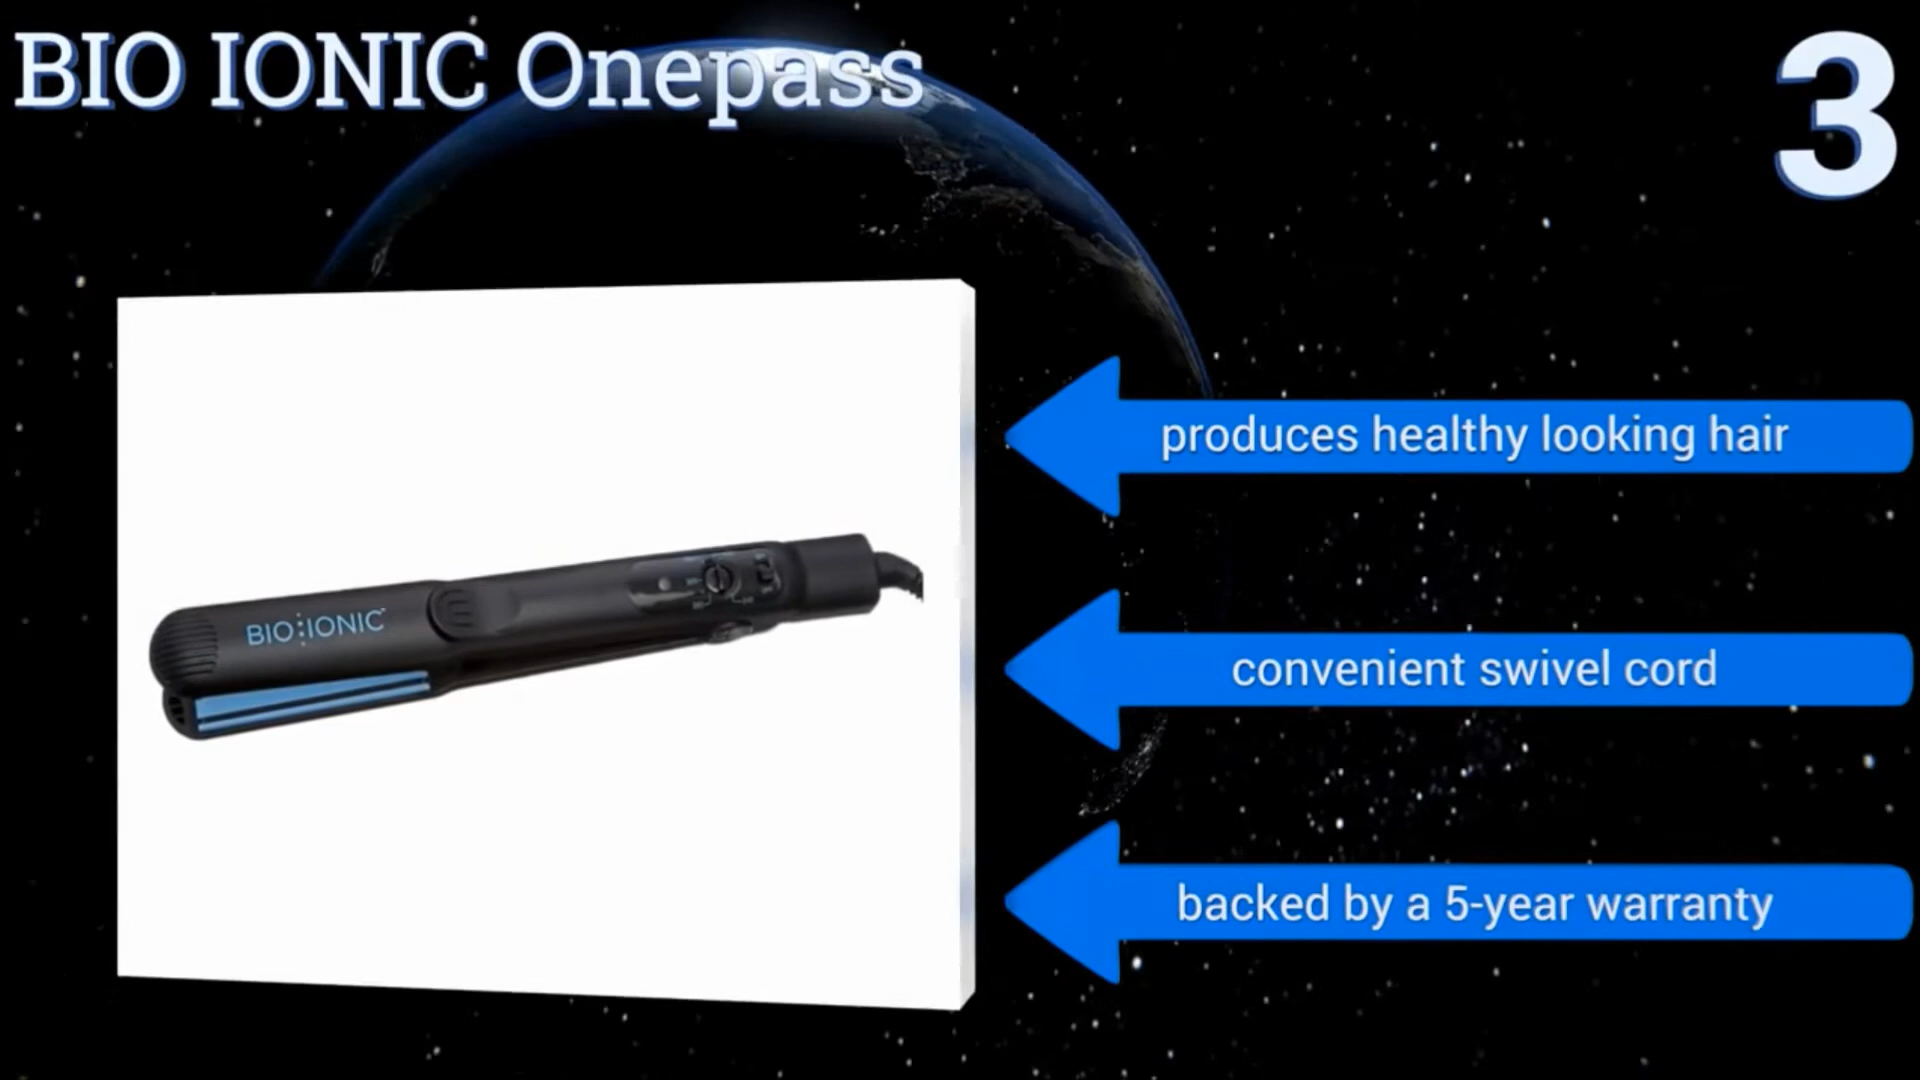 BIO IONIC Onepass
3
produces healthy looking hair
BIO IONIC
convenient swivel cord
backed by a 5-year warranty